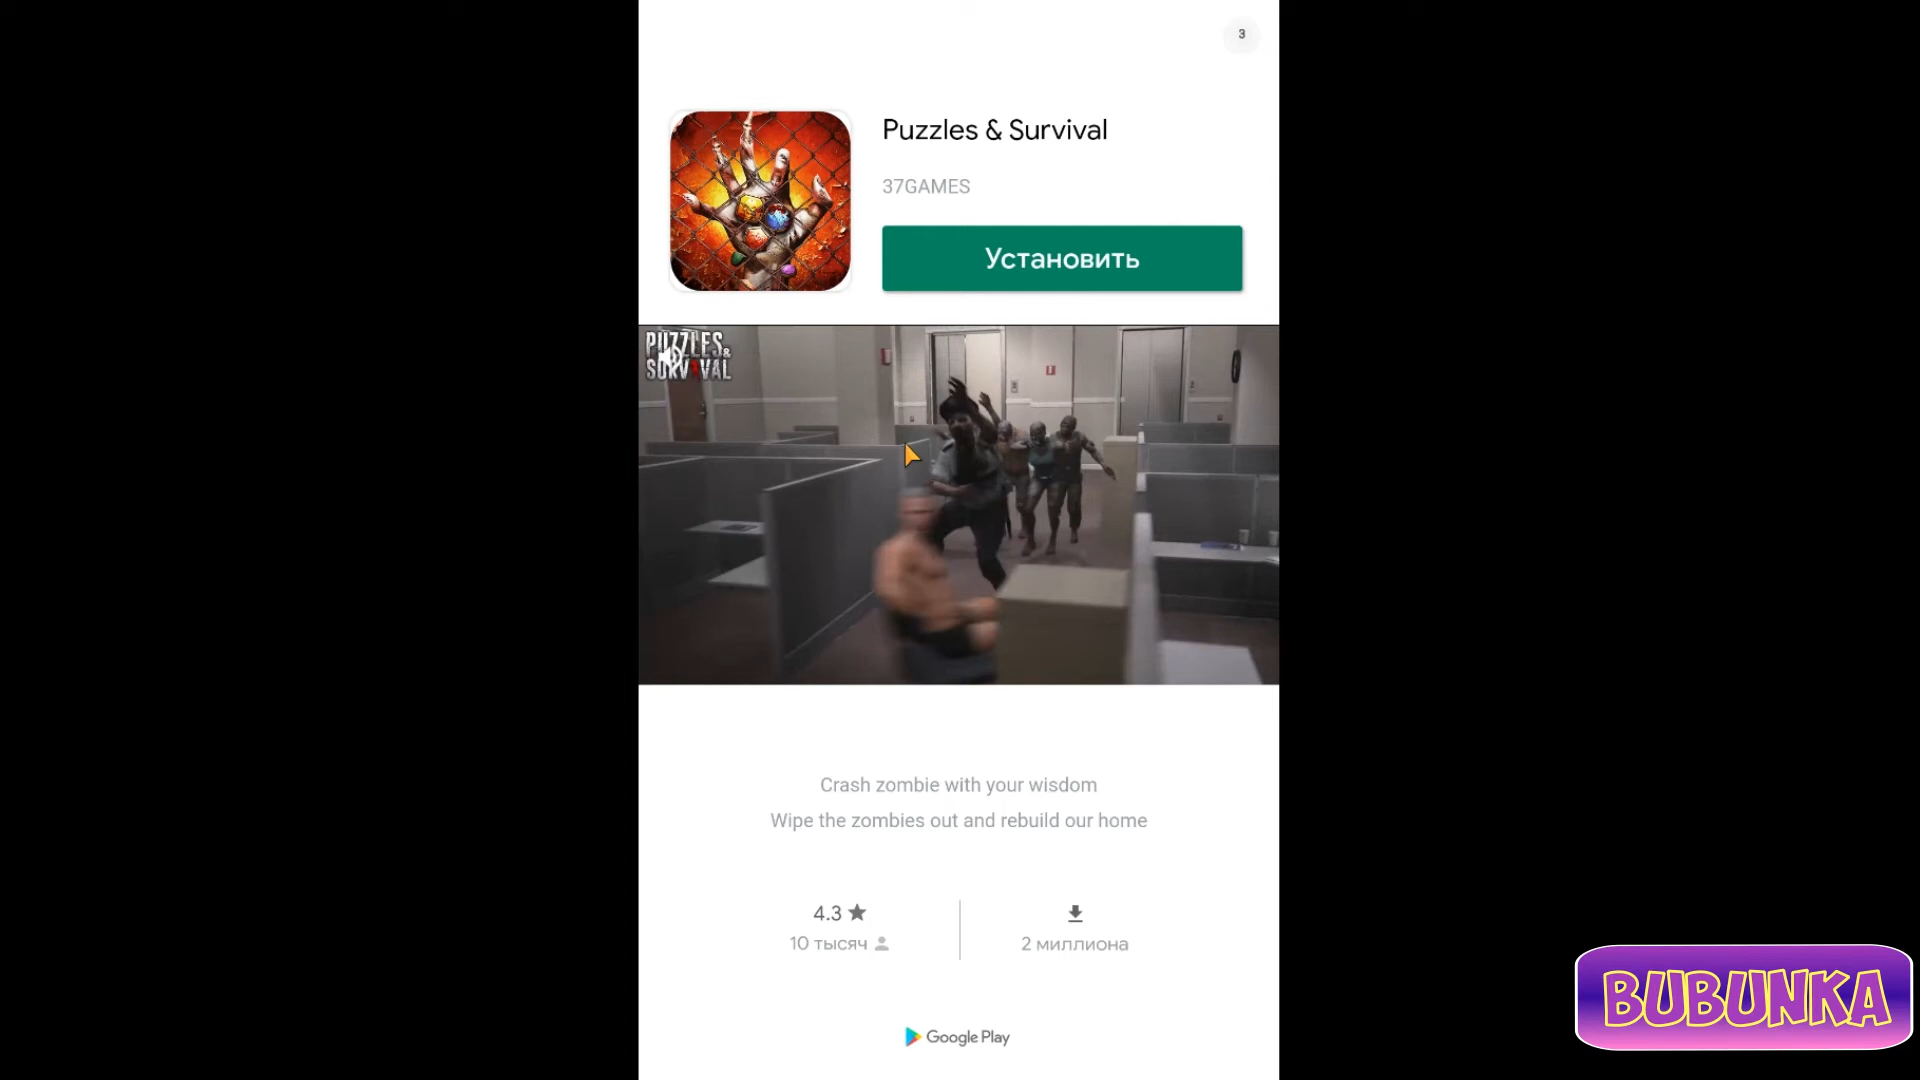 3
Puzzles & Survival
37GAMES
Установить
PUZZLES &
SURVIVAL
Crash zombie with your wisdom
Wipe the zombies out and rebuild our home
4.3
10 тысяч
2 миллиона
Google Play
BUBUNKA